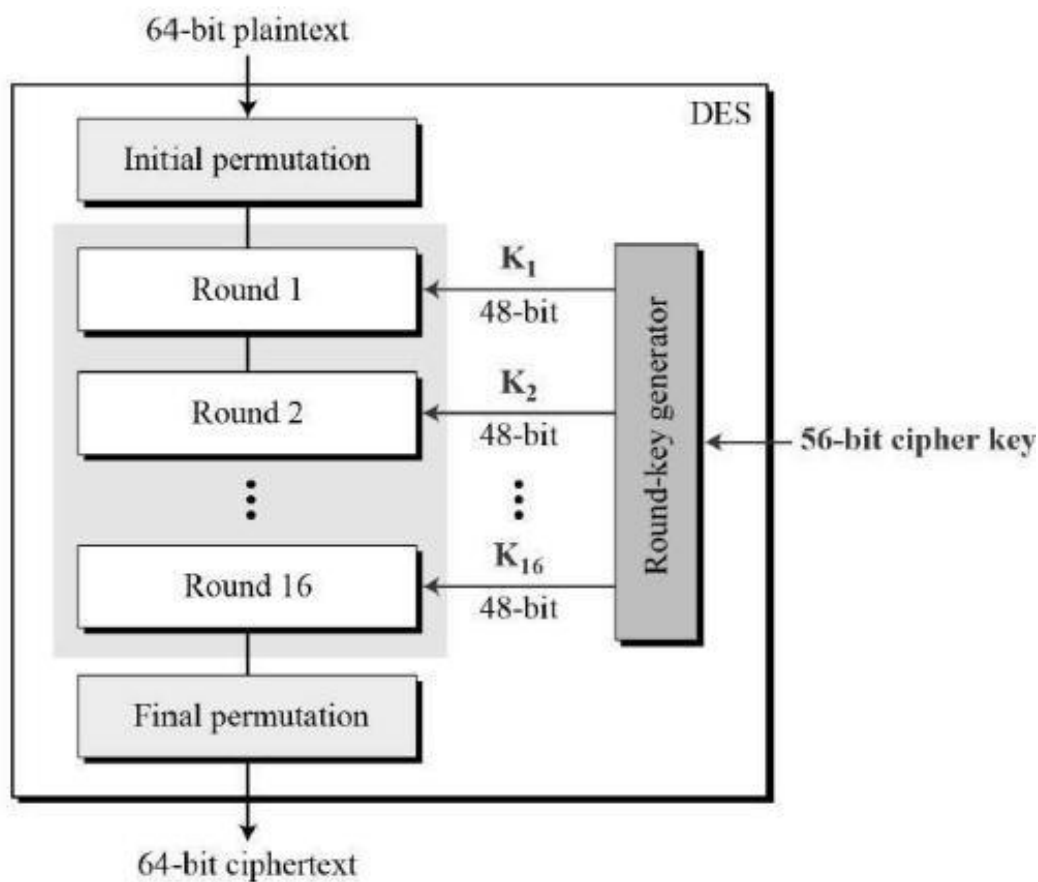 64-bit plaintext
DES
Initial permutation
Round 1
K1
48-bit
Round 2
K2
48-bit
Round-key generator
56-bit cipher key
Round 16
K16
48-bit
Final permutation
64-bit ciphertext